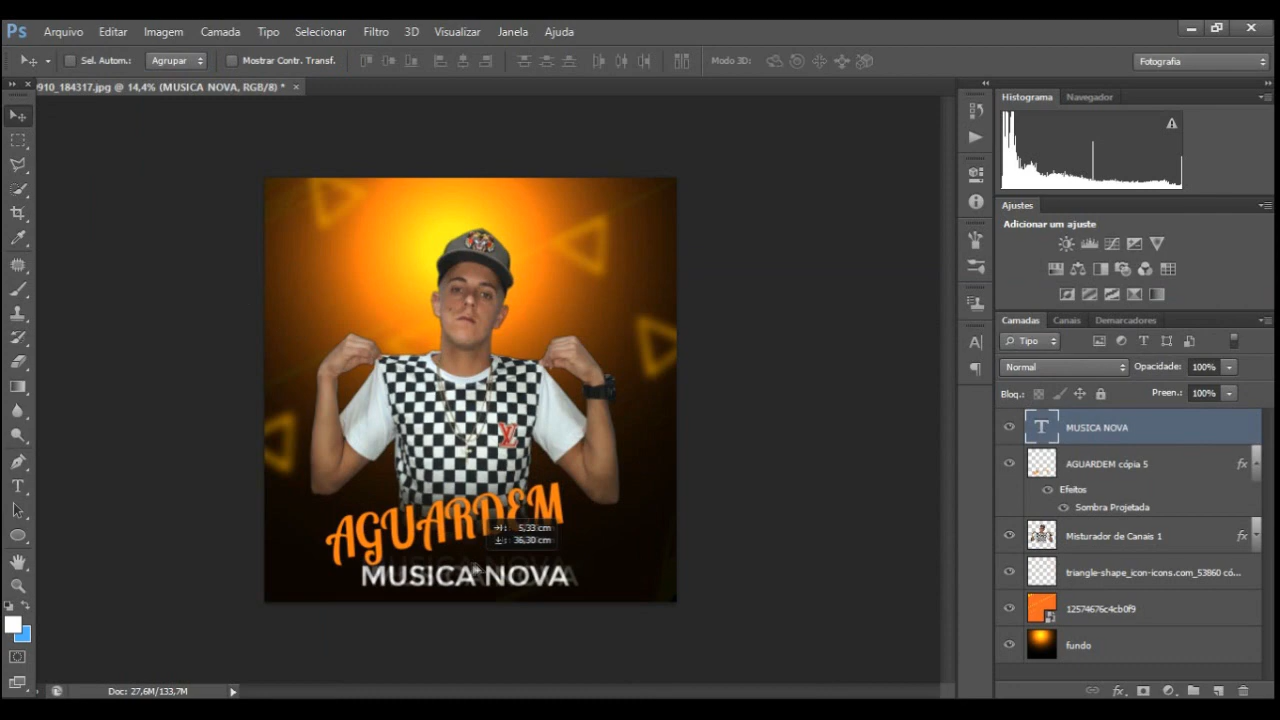 Ps Arquivo Editar Imagem Camada Tipo Selecionar Filtro 3D Visualizar Janela Ajuda
Sel. Autom.: Agrupar Mostrar Contr. Transf. Modo 3D: Fotografia
910_184317.jpg @ 14,4% (MUSICA NOVA, RGB/8) * ×
Histograma Navegador
Ajustes
Adicionar um ajuste
Camadas Canais Demarcadores
Tipo
Normal Opacidade: 100%
Bloq.: Preen.: 100%
MUSICA NOVA
AGUARDEM cópia 5 fx
Efeitos
Sombra Projetada
Misturador de Canais 1 fx
triangle-shape_icon-icons.com_53860 có...
12574676c4cb0f9
fundo
AGUARDEM
5,33 cm
36,30 cm
MUSICA NOVA
Doc: 27,6M/133,7M